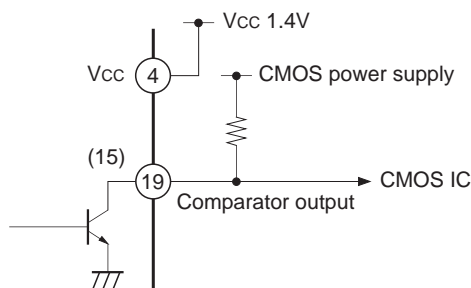 Vcc 1.4V
Vcc 4
CMOS power supply
(15)
19
CMOS IC
Comparator output